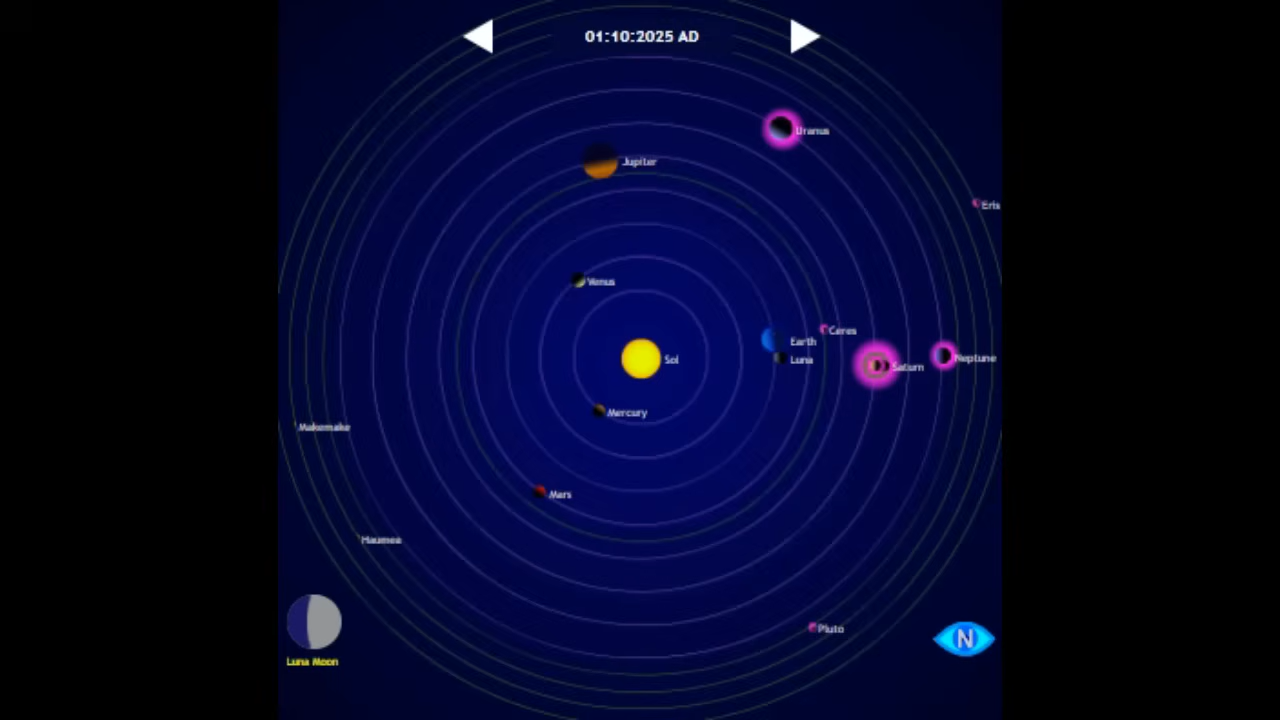 01:10:2025 AD
Uranus
Jupiter
Eris
Venus
Ceres
Earth
Luna
Sol
Neptune
Saturn
Mercury
Makemake
Mars
Haumea
Pluto
N
Luna Moon